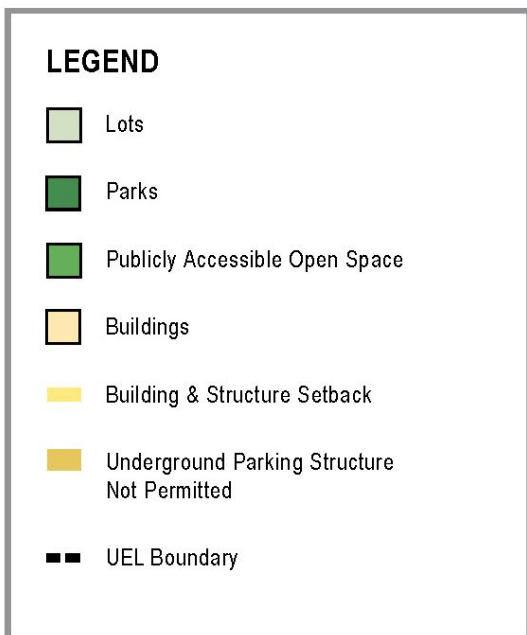 LEGEND
Lots
Parks
Publicly Accessible Open Space
Buildings
Building & Structure Setback
Underground Parking Structure
Not Permitted
UEL Boundary